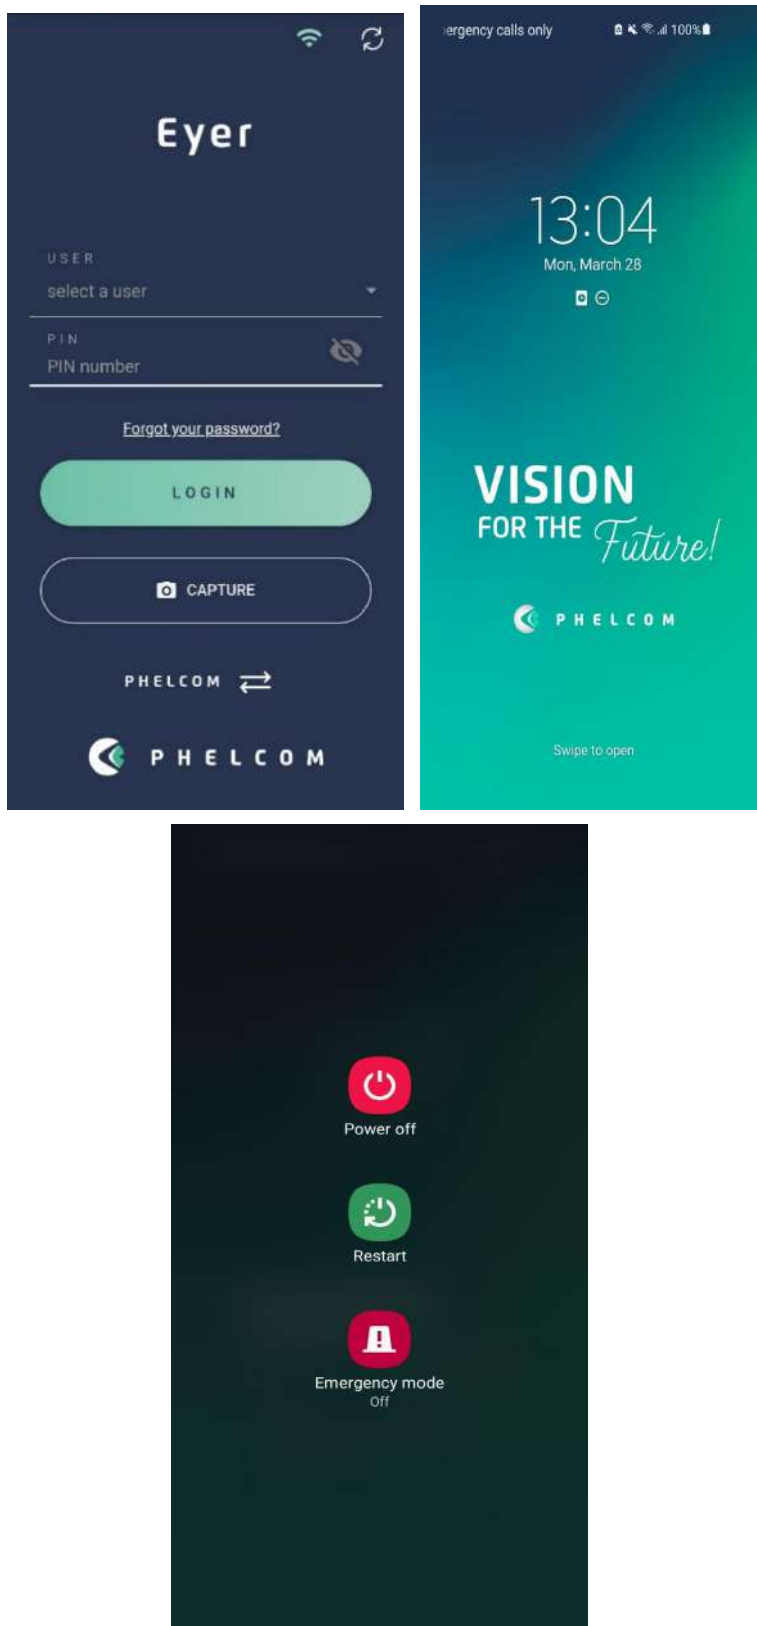 Eyer
USER
select a user
PIN
PIN number
Forgot your password?
LOGIN
CAPTURE
PHELCOM
PHELCOM
ergency calls only 100%
13:04
Mon, March 28
VISION
FOR THE Future!
PHELCOM
Swipe to open
Power off
Restart
Emergency mode
Off